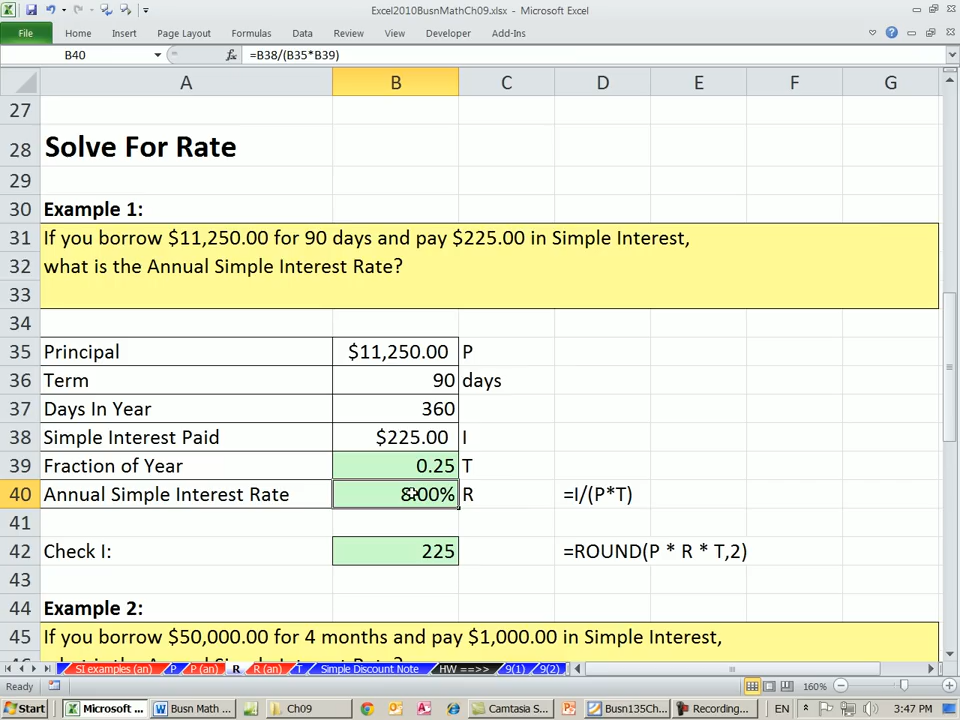 Excel2010BusnMathCh09.xlsx - Microsoft Excel
File Home Insert Page Layout Formulas Data Review View Developer Add-Ins
B40 fx =B38/(B35*B39)
A B C D E F G
27
28 Solve For Rate
29
30 Example 1:
31 If you borrow $11,250.00 for 90 days and pay $225.00 in Simple Interest,
32 what is the Annual Simple Interest Rate?
33
34
35 Principal $11,250.00 P
36 Term 90 days
37 Days In Year 360
38 Simple Interest Paid $225.00 I
39 Fraction of Year 0.25 T
40 Annual Simple Interest Rate 8.00% R =I/(P*T)
41
42 Check I: 225 =ROUND(P * R * T,2)
43
44 Example 2:
45 If you borrow $50,000.00 for 4 months and pay $1,000.00 in Simple Interest,
SI examples (an) P P (an) R R (an) T Simple Discount Note HW ==>> 9(1) 9(2)
Ready 160%
Start Microsoft ... Busn Math ... Ch09 Camtasia S... Busn135Ch... Recording... EN 3:47 PM